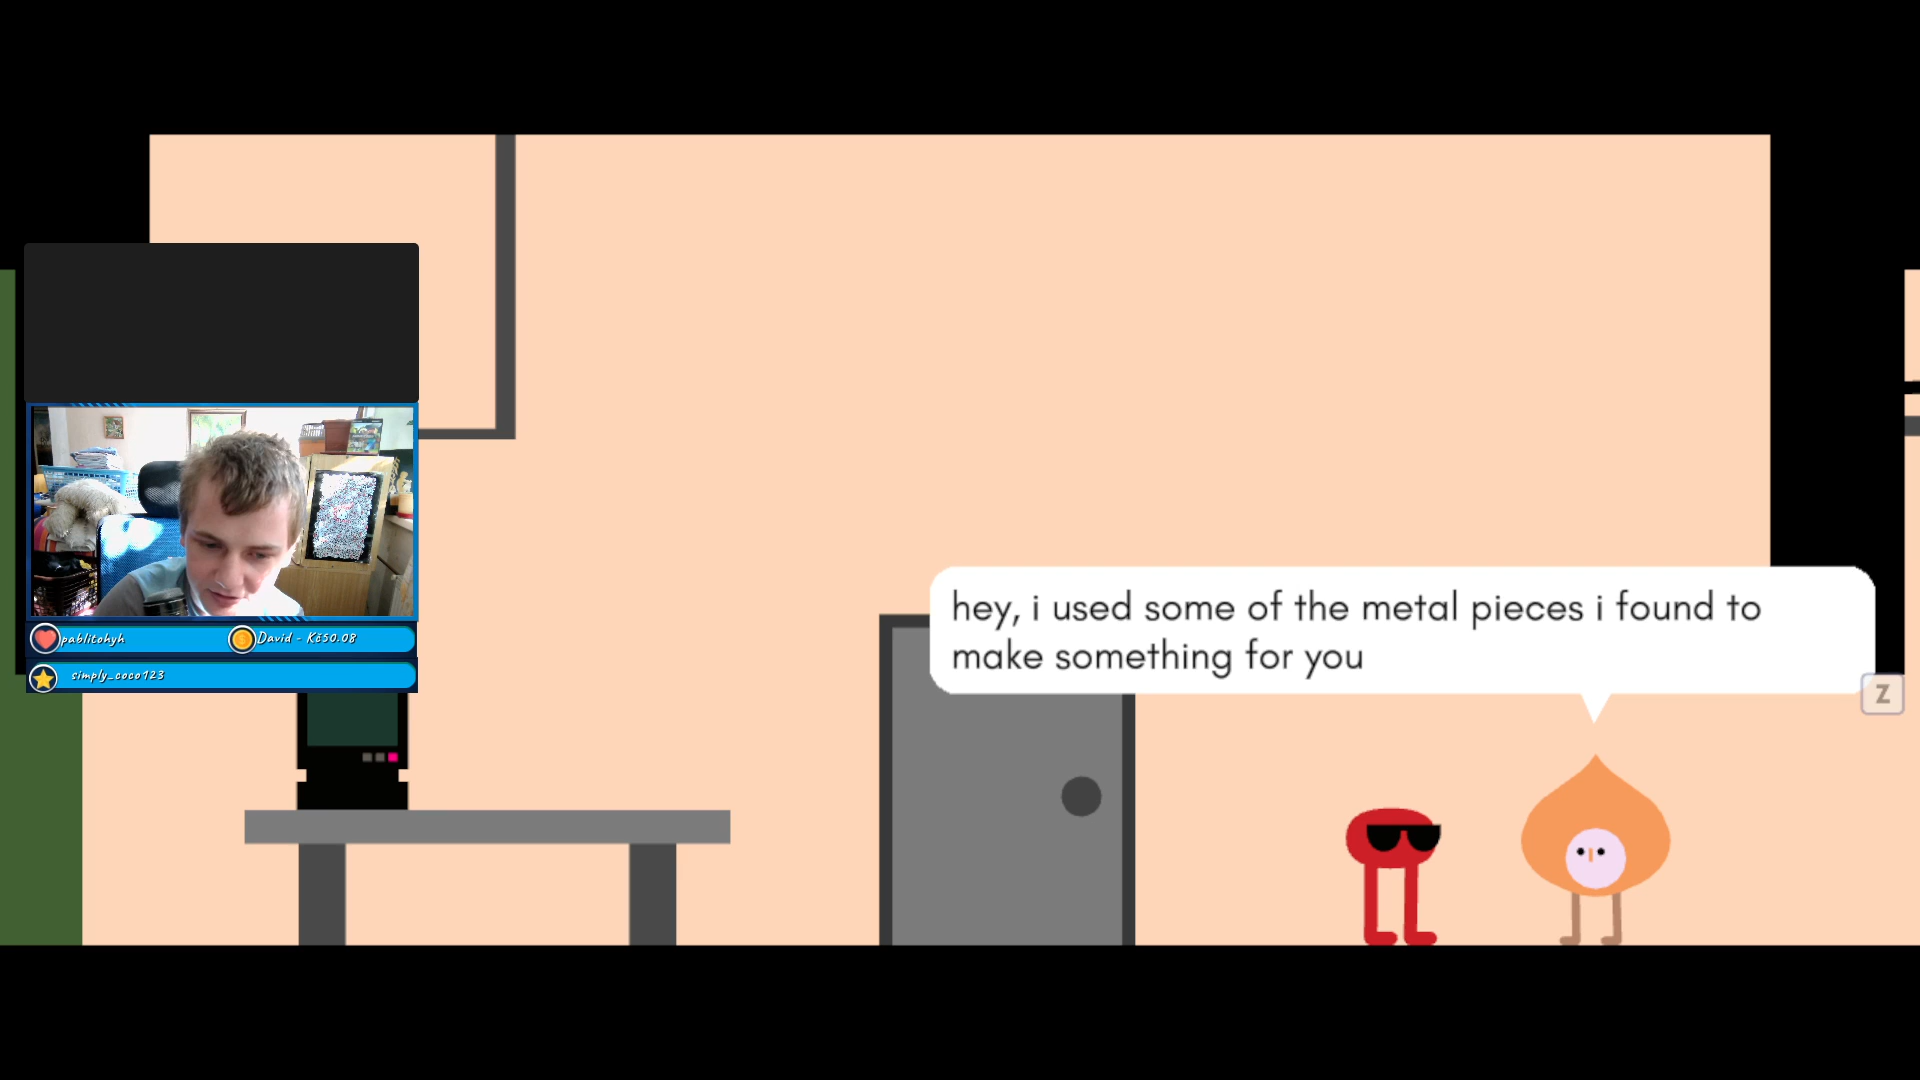 hey, i used some of the metal pieces i found to
make something for you
Z
pablitohyh
David - Kč50.08
simply_coco123